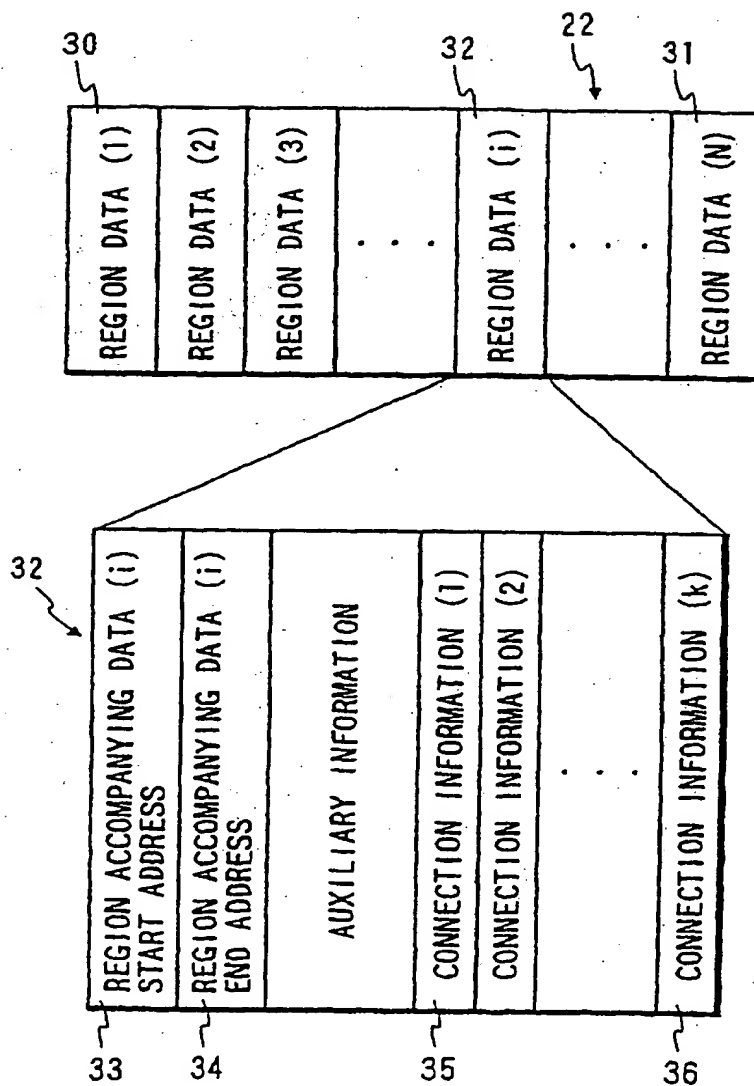 30
REGION DATA (1)
REGION DATA (2)
REGION DATA (3)
. . .
32
REGION DATA (i)
22
. . .
31
REGION DATA (N)
32
33
REGION ACCOMPANYING DATA (i)
START ADDRESS
34
REGION ACCOMPANYING DATA (i)
END ADDRESS
AUXILIARY INFORMATION
35
CONNECTION INFORMATION (1)
CONNECTION INFORMATION (2)
. . .
36
CONNECTION INFORMATION (k)